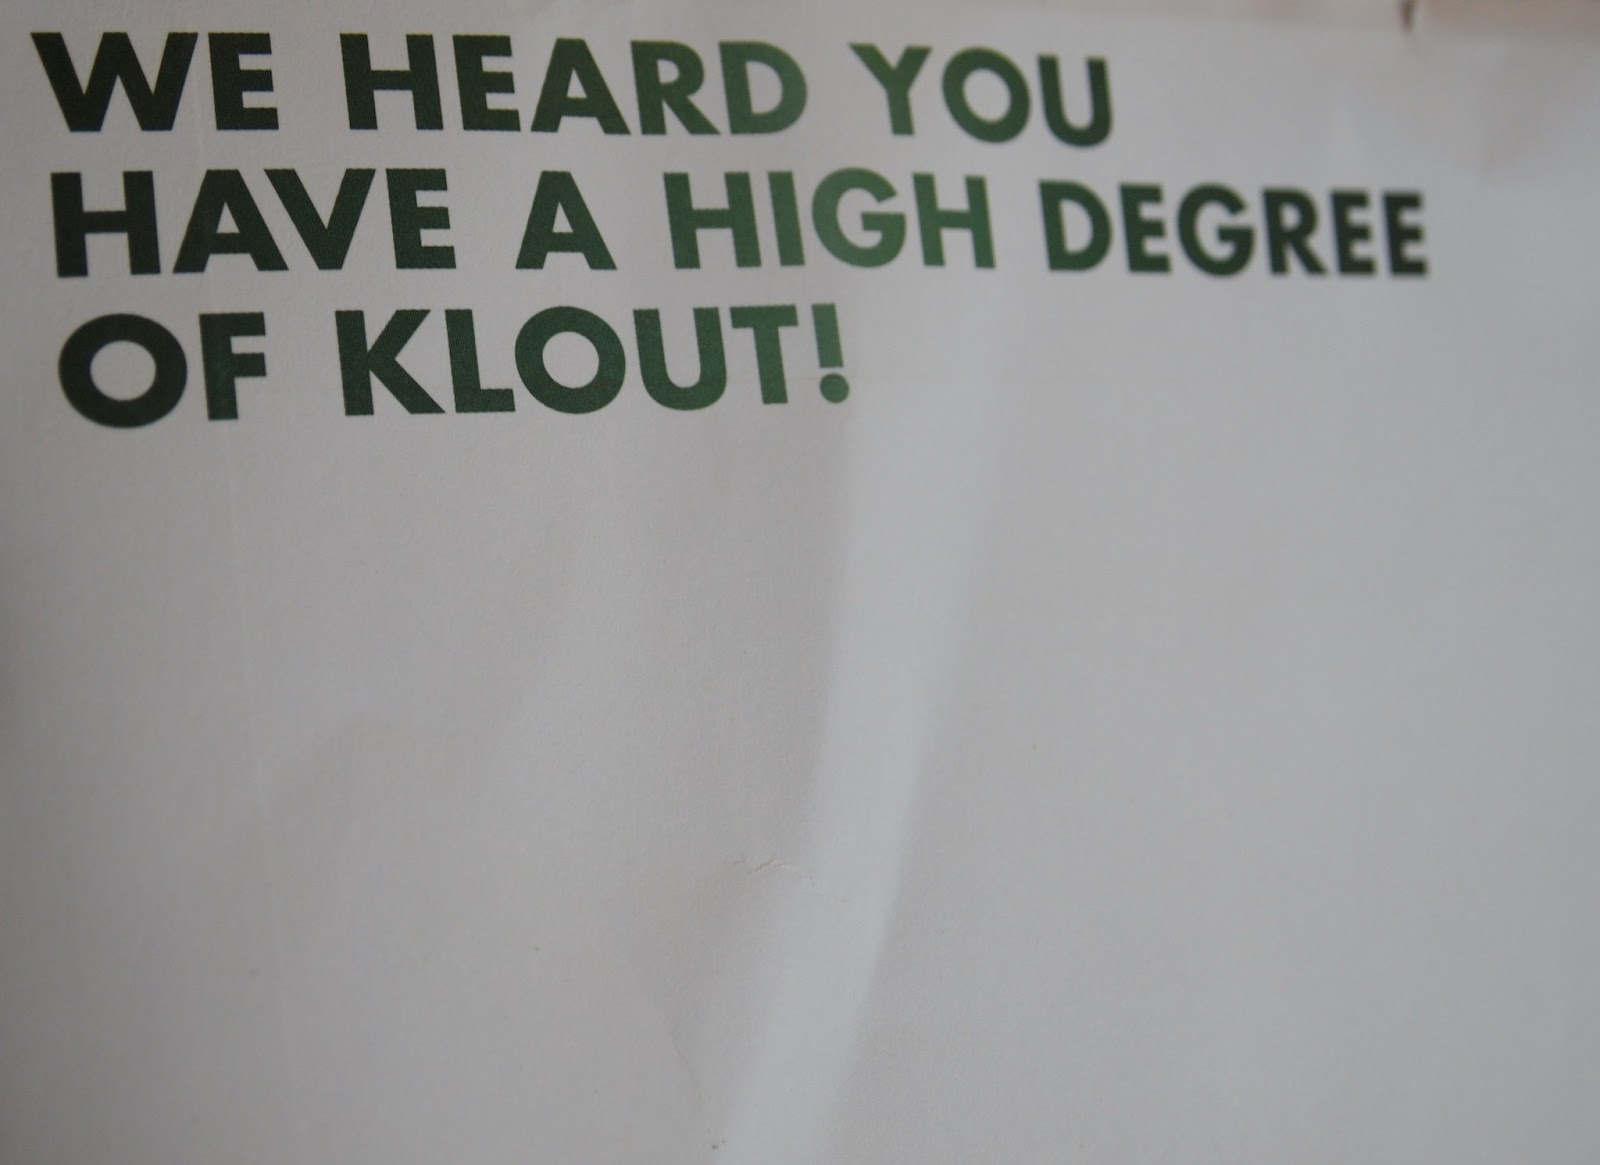 WE HEARD YOU
HAVE A HIGH DEGREE
OF KLOUT!